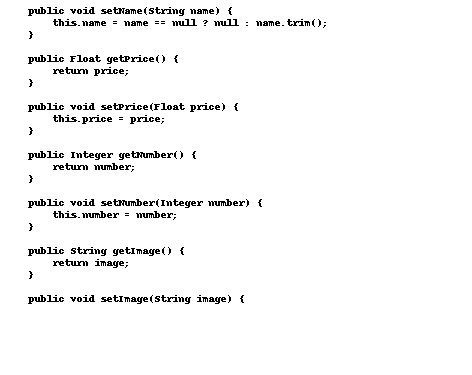 public void setName(String name) {
    this.name = name == null ? null : name.trim();
}
public Float getPrice() {
    return price;
}
public void setPrice(Float price) {
    this.price = price;
}
public Integer getNumber() {
    return number;
}
public void setNumber(Integer number) {
    this.number = number;
}
public String getImage() {
    return image;
}
public void setImage(String image) {